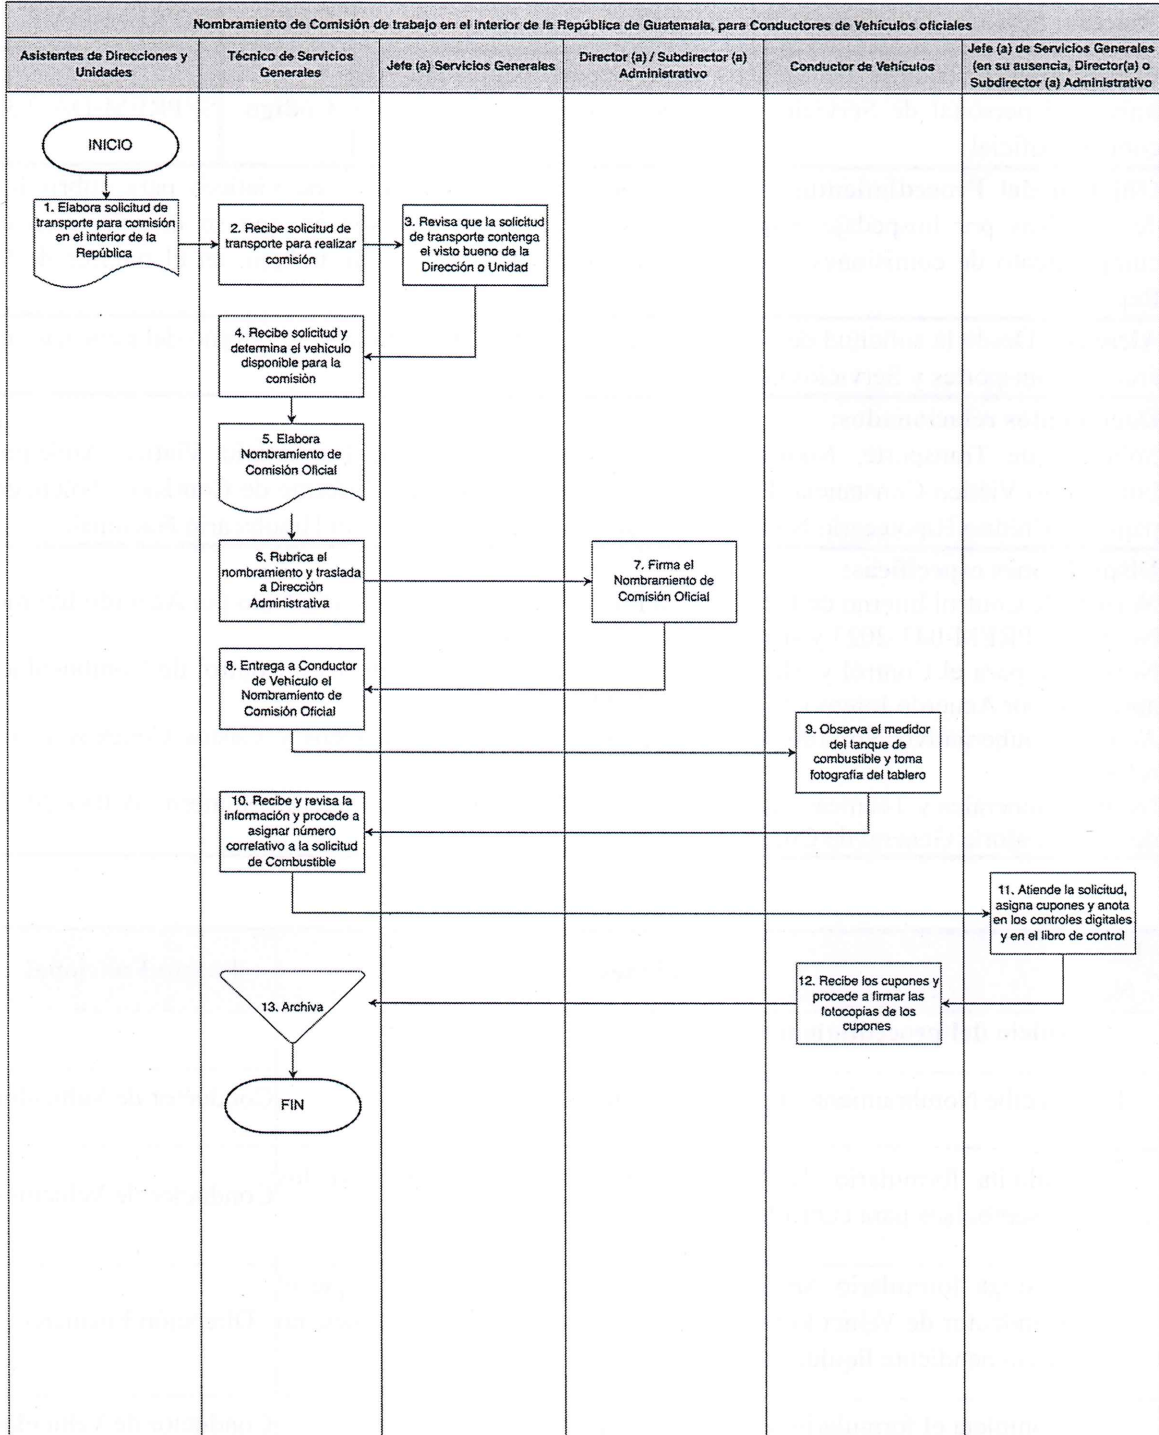 Nombramiento de Comisión de trabajo en el interior de la República de Guatemala, para Conductores de Vehículos oficiales
Asistentes de Direcciones y
Unidades
Técnico de Servicios
Generales
Jefe (a) Servicios Generales
Director (a) / Subdirector (a)
Administrativo
Conductor de Vehículos
Jefe (a) de Servicios Generales
(en su ausencia, Director(a) o
Subdirector (a) Administrativo
INICIO
1. Elabora solicitud de
transporte para comisión
en el interior de la
República
2. Recibe solicitud de
transporte para realizar
comisión
3. Revisa que la solicitud
de transporte contenga
el visto bueno de la
Dirección o Unidad
4. Recibe solicitud y
determina el vehículo
disponible para la
comisión
5. Elabora
Nombramiento de
Comisión Oficial
6. Rubrica el
nombramiento y traslada
a Dirección
Administrativa
7. Firma el
Nombramiento de
Comisión Oficial
8. Entrega a Conductor
de Vehículo el
Nombramiento de
Comisión Oficial
9. Observa el medidor
del tanque de
combustible y toma
fotografía del tablero
10. Recibe y revisa la
información y procede a
asignar número
correlativo a la solicitud
de Combustible
11. Atiende la solicitud,
asigna cupones y anota
en los controles digitales
y en el libro de control
12. Recibe los cupones y
procede a firmar las
fotocopias de los
cupones
13. Archiva
FIN